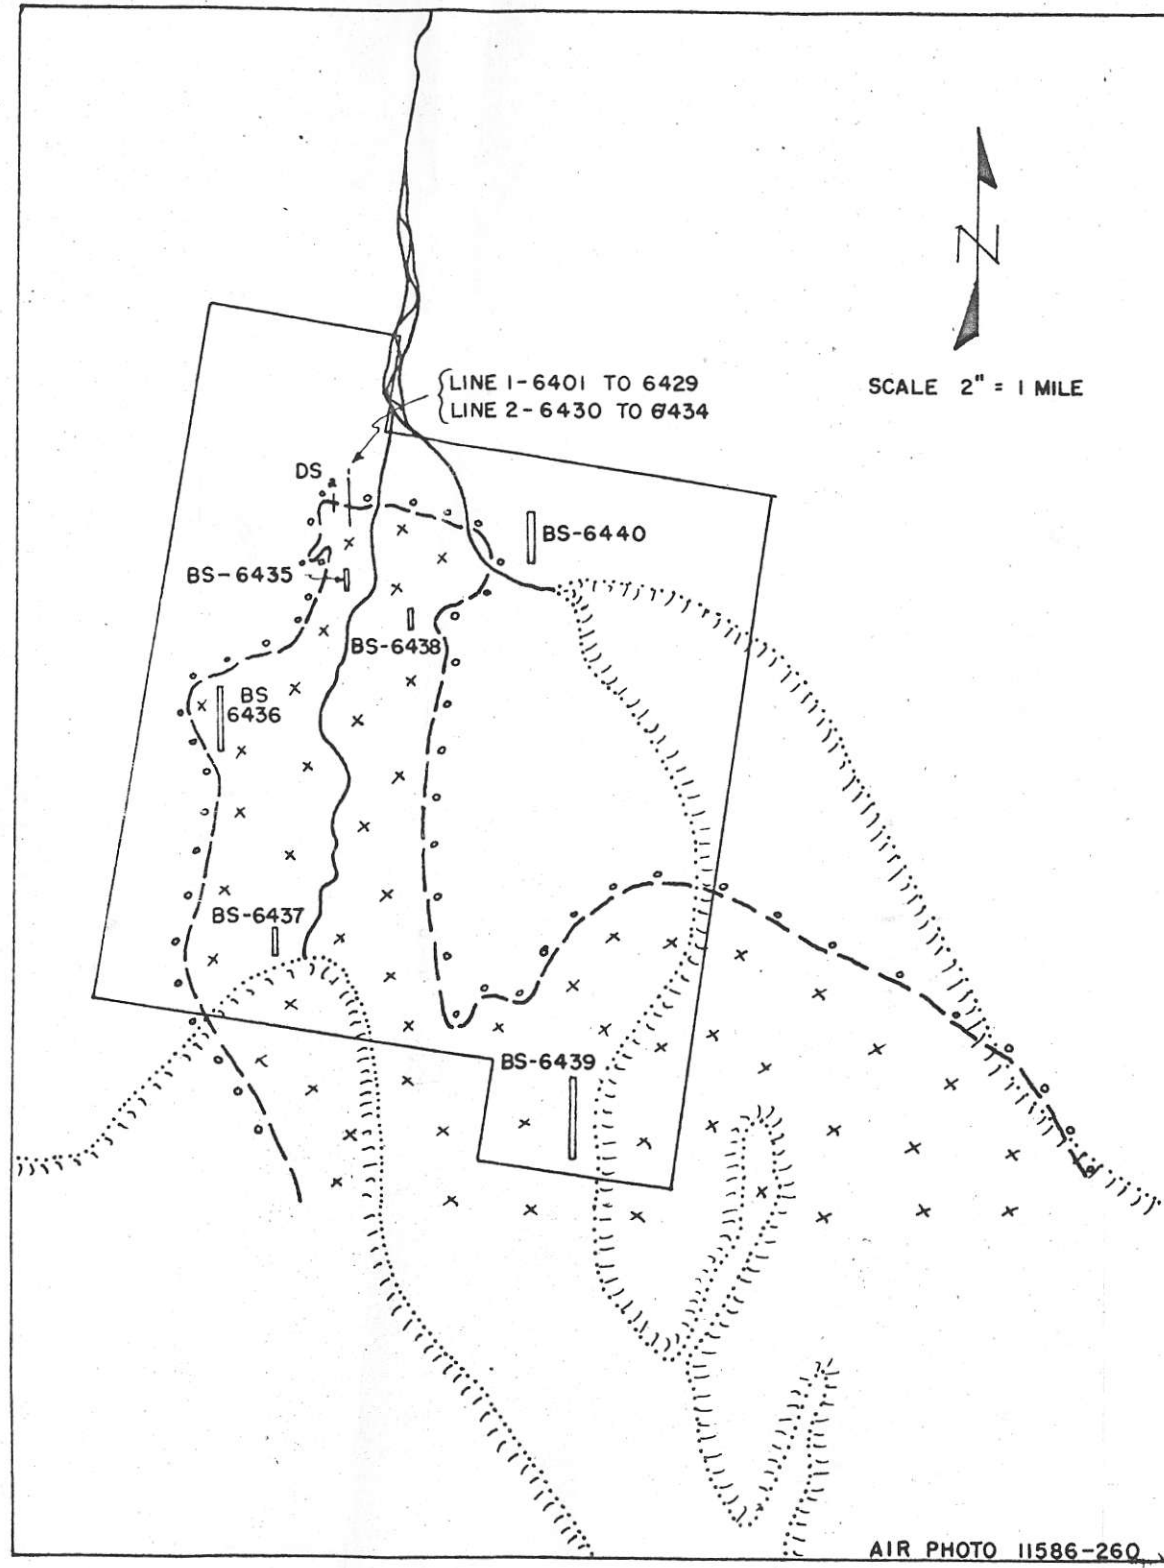 N
SCALE 2" = 1 MILE
LINE 1-6401 TO 6429
LINE 2-6430 TO 6434
DS
BS-6440
BS-6435
BS-6438
BS
6436
BS-6437
BS-6439
AIR PHOTO 11586-260